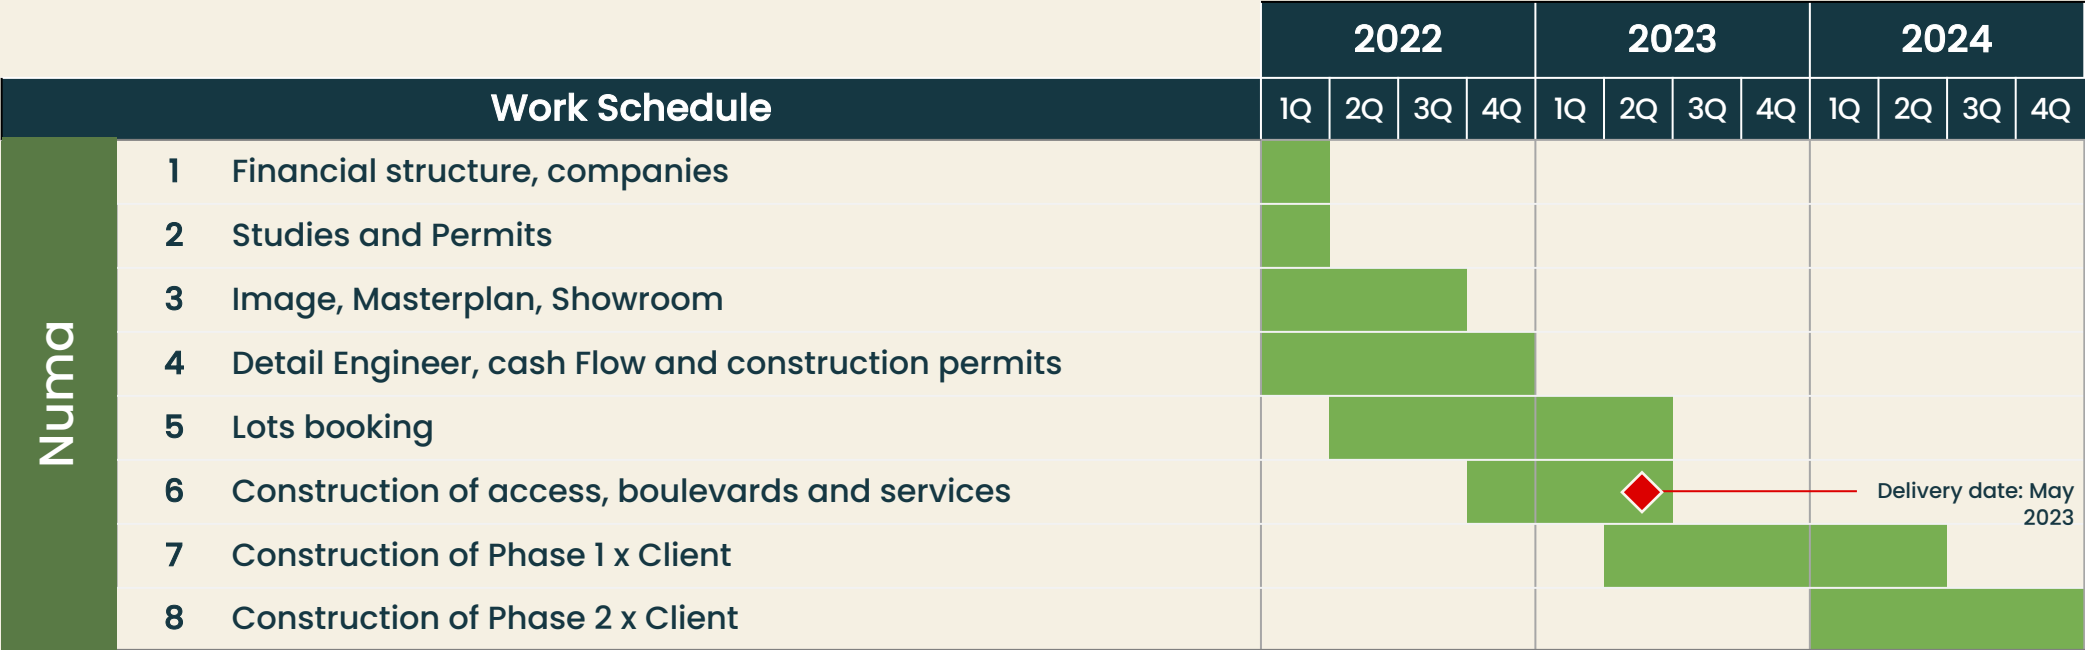 2022 2023 2024
Work Schedule 1Q 2Q 3Q 4Q 1Q 2Q 3Q 4Q 1Q 2Q 3Q 4Q
Numa
1 Financial structure, companies
2 Studies and Permits
3 Image, Masterplan, Showroom
4 Detail Engineer, cash Flow and construction permits
5 Lots booking
6 Construction of access, boulevards and services
Delivery date: May
2023
7 Construction of Phase 1 x Client
8 Construction of Phase 2 x Client